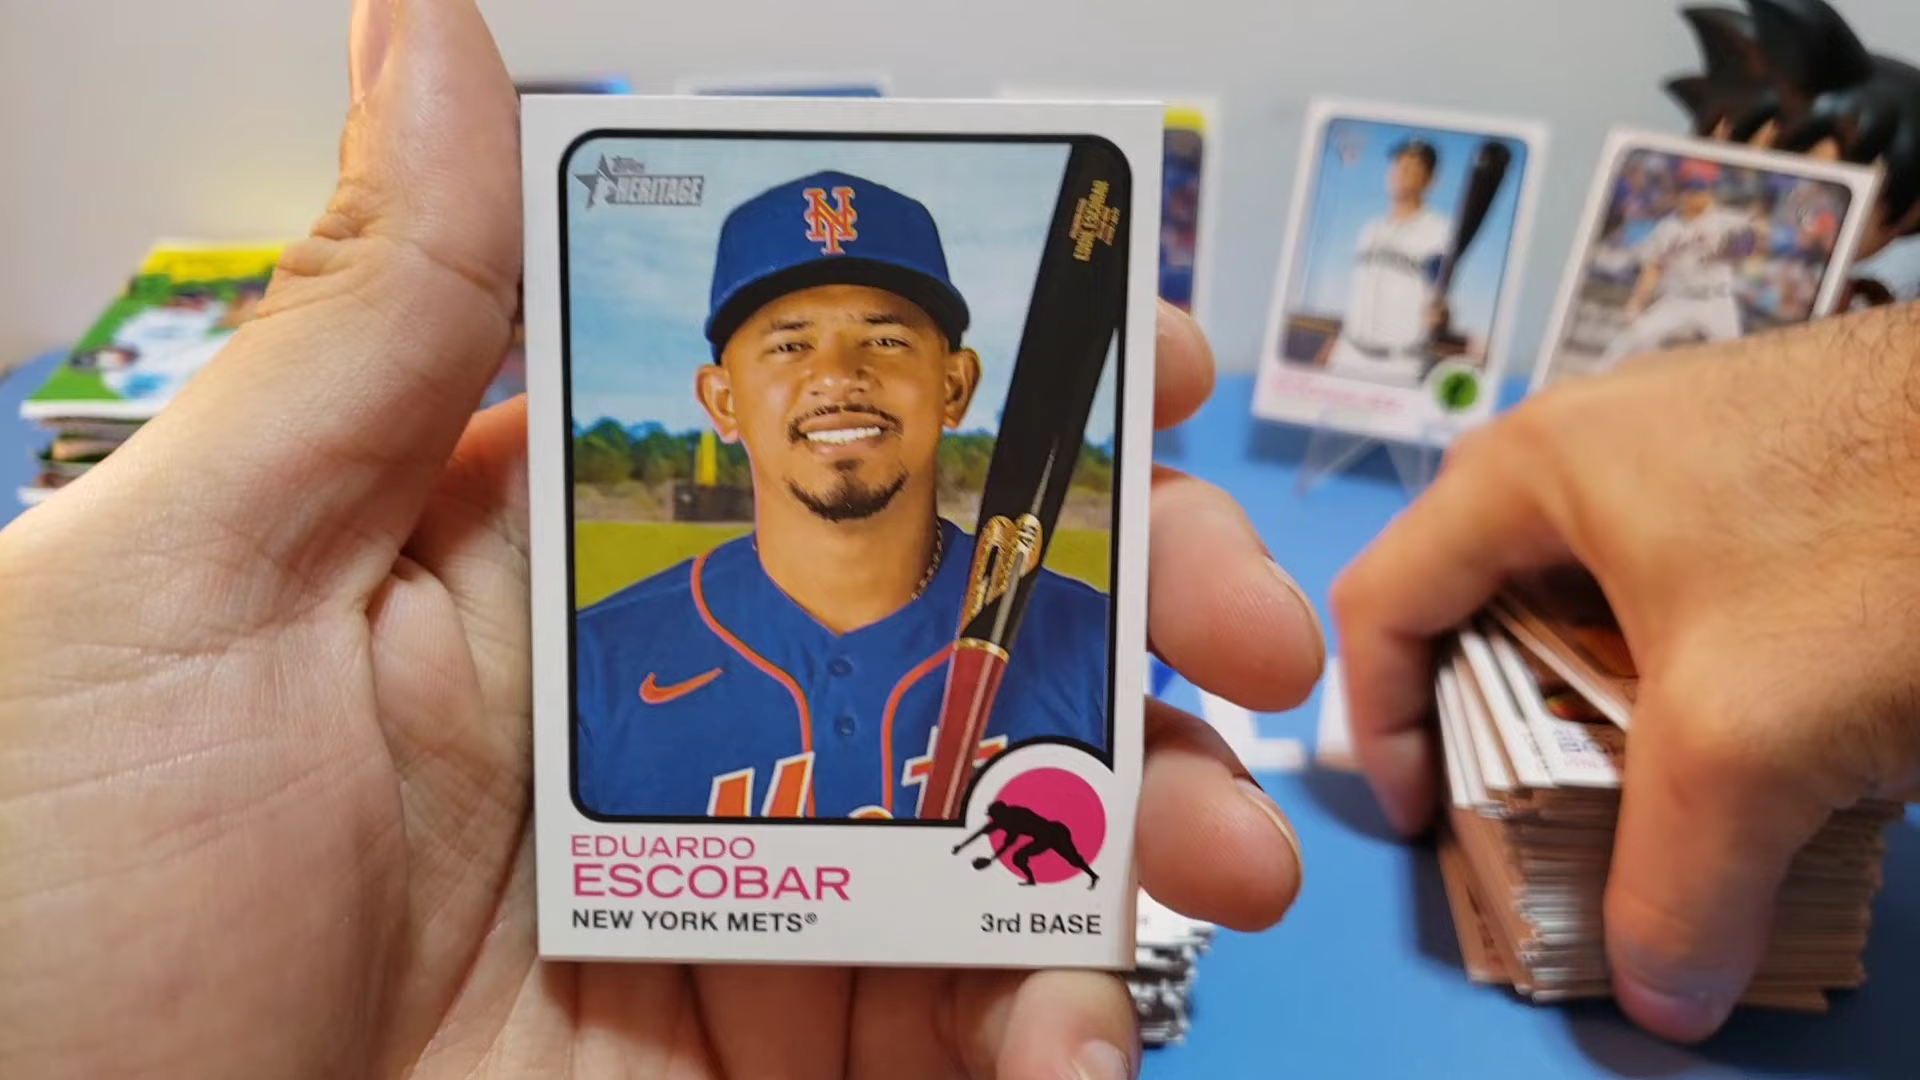 Topps
HERITAGE
EDUARDO
ESCOBAR
NEW YORK METS®
3rd BASE